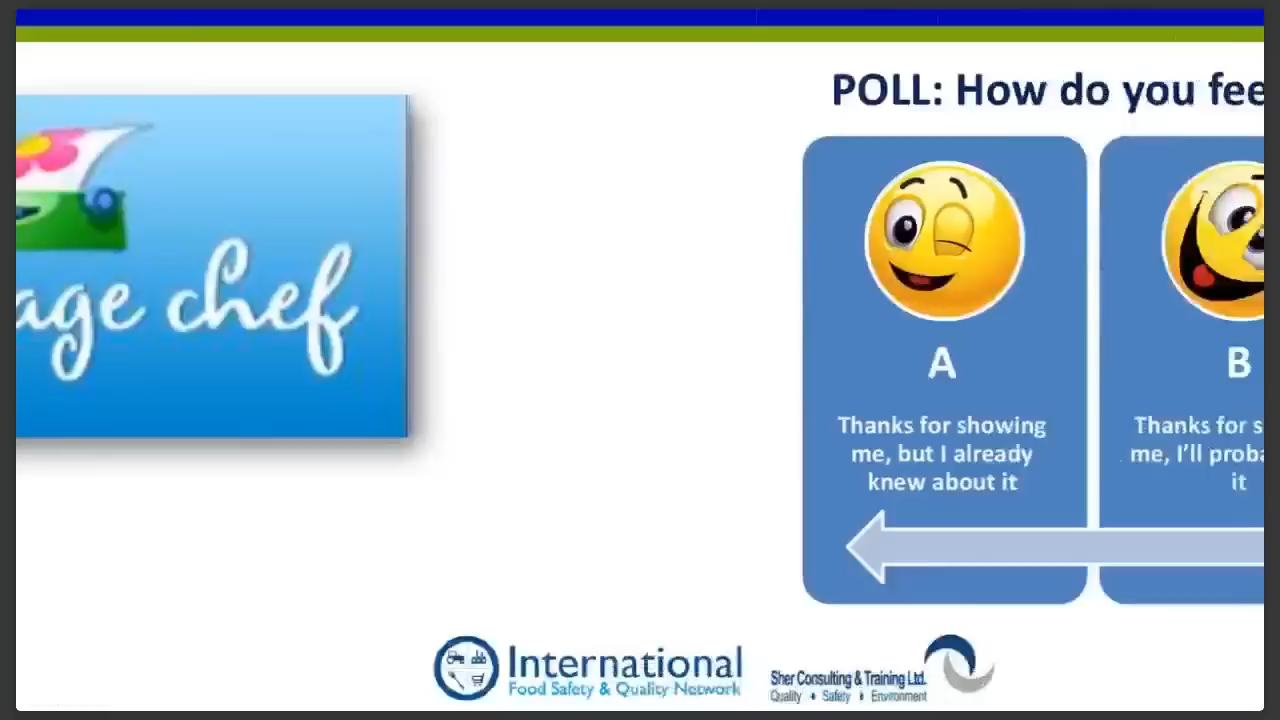 POLL: How do you fee
age chef
A
Thanks for showing
me, but I already
knew about it
B
Thanks for s
me, I'll proba
it
International
Food Safety & Quality Network
Sher Consulting & Training Ltd.
Quality • Safety • Environment